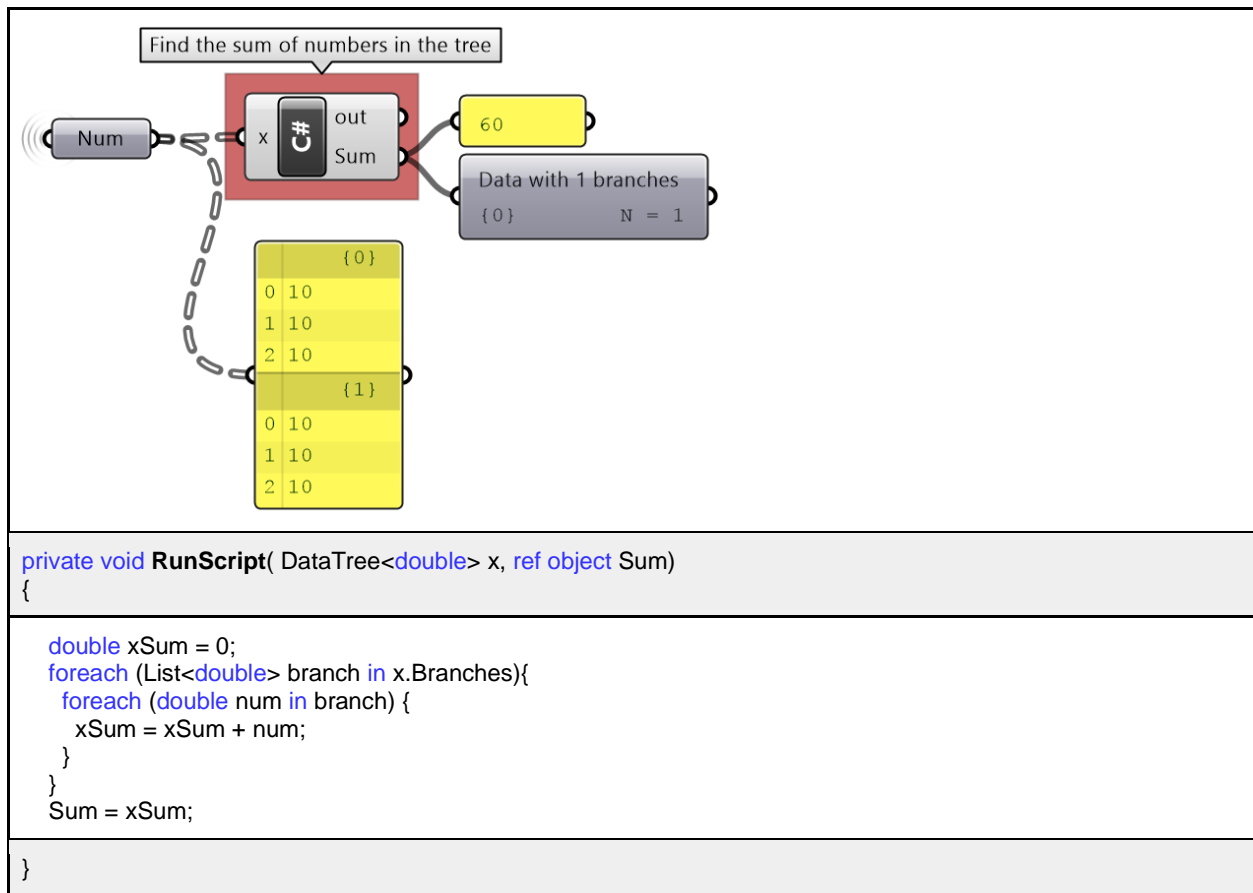 Find the sum of numbers in the tree
Num
x
C#
out
Sum
60
Data with 1 branches
{0} N = 1
{0}
0 10
1 10
2 10
{1}
0 10
1 10
2 10
private void RunScript( DataTree<double> x, ref object Sum)
{
double xSum = 0;
foreach (List<double> branch in x.Branches){
foreach (double num in branch) {
xSum = xSum + num;
}
}
Sum = xSum;
}